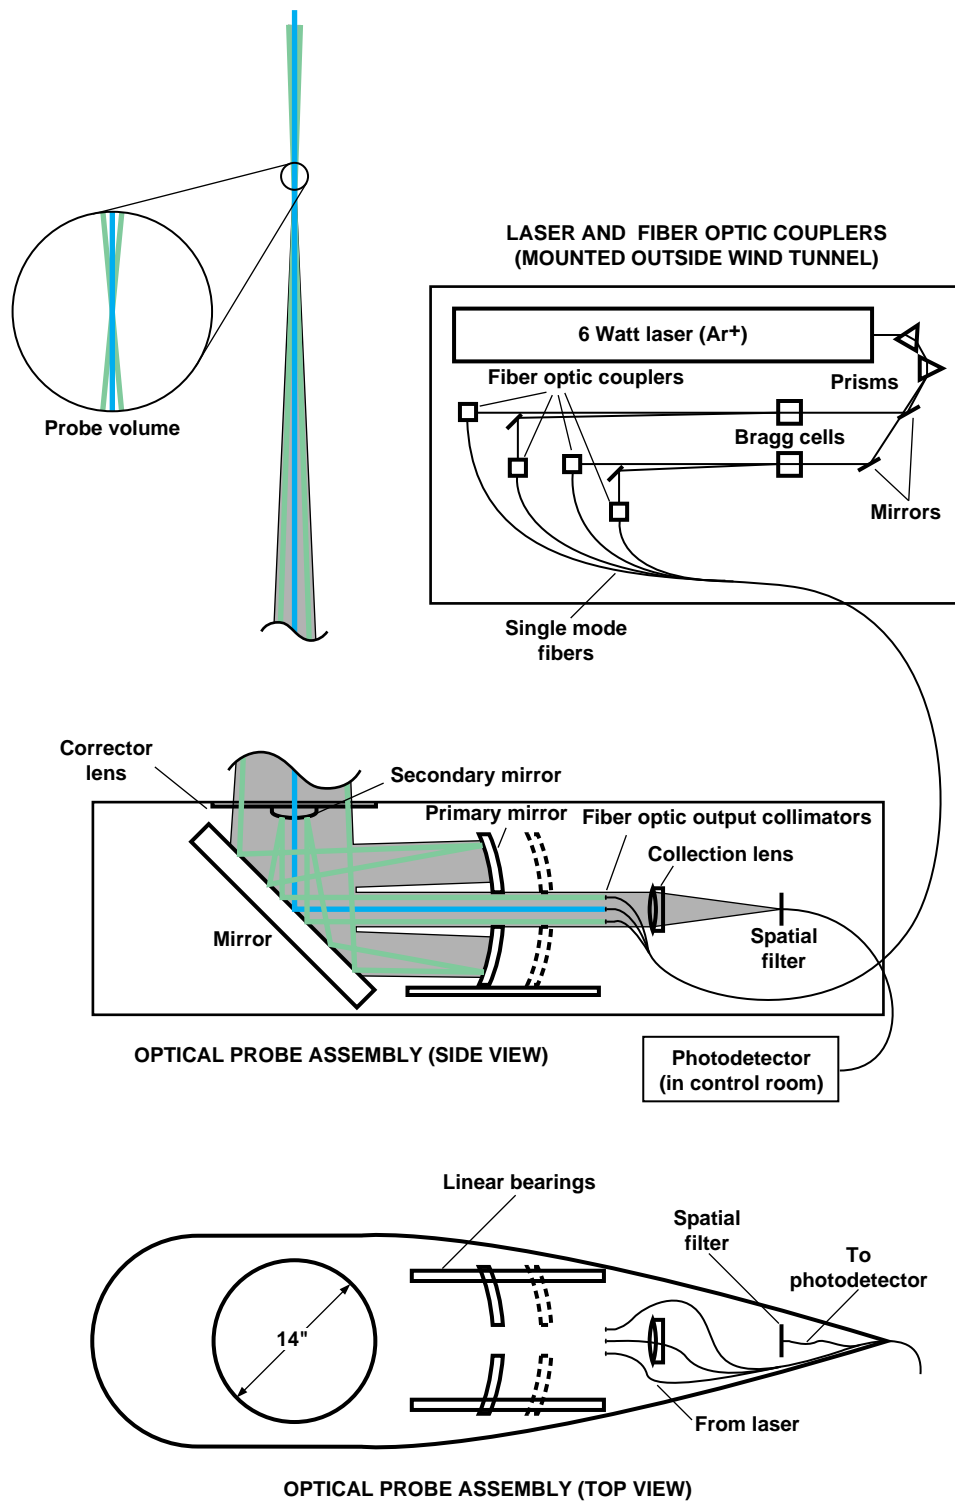 LASER AND FIBER OPTIC COUPLERS
(MOUNTED OUTSIDE WIND TUNNEL)
6 Watt laser (Ar+)
Fiber optic couplers
Prisms
Bragg cells
Mirrors
Single mode
fibers
Probe volume
Corrector
lens
Secondary mirror
Primary mirror
Fiber optic output collimators
Collection lens
Mirror
Spatial
filter
OPTICAL PROBE ASSEMBLY (SIDE VIEW)
Photodetector
(in control room)
Linear bearings
Spatial
filter
To
photodetector
14"
From laser
OPTICAL PROBE ASSEMBLY (TOP VIEW)